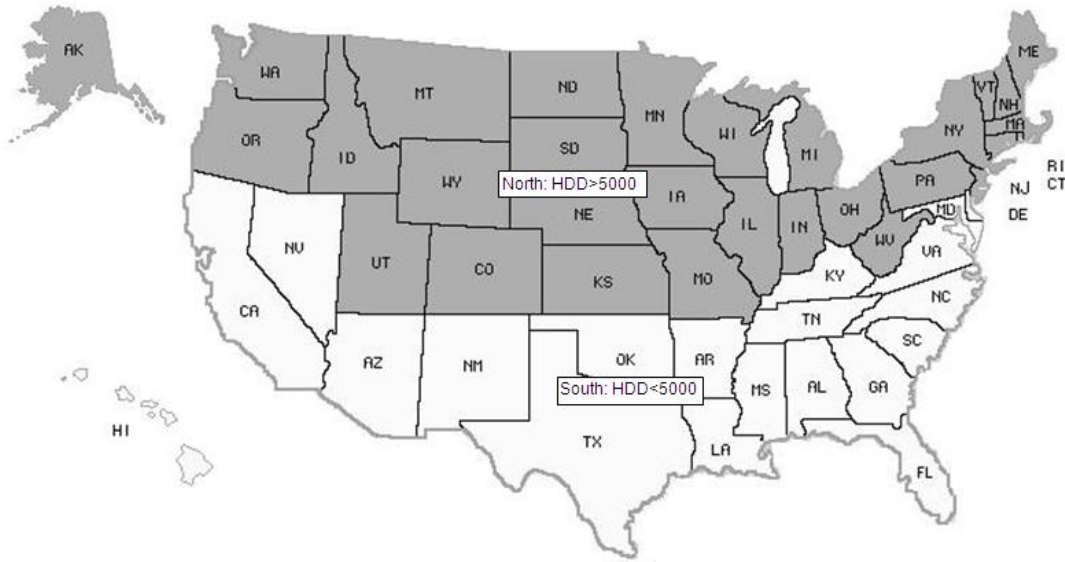 AK
WA
MT
ND
MN
ME
VT
NH
MA
NY
WI
MI
OR
ID
SD
WY
North: HDD>5000
IA
PA
RI
CT
NJ
DE
NE
OH
MD
IL
IN
WV
VA
NV
UT
CO
KS
MO
KY
CA
NC
TN
SC
AZ
NM
OK
AR
South: HDD<5000
MS
AL
GA
HI
TX
LA
FL